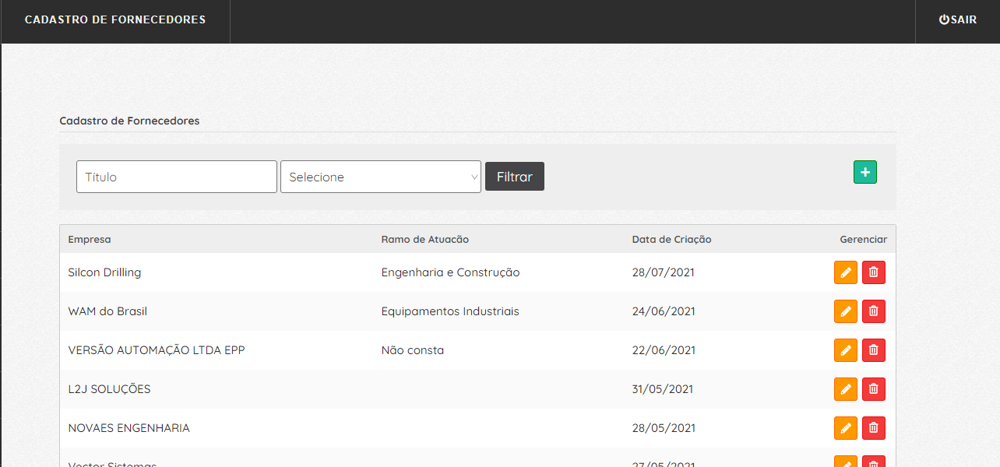 CADASTRO DE FORNECEDORES SAIR
Cadastro de Fornecedores
Título Selecione Filtrar
Empresa Ramo de Atuacão Data de Criação Gerenciar
Silcon Drilling Engenharia e Construção 28/07/2021
WAM do Brasil Equipamentos Industriais 24/06/2021
VERSÃO AUTOMAÇÃO LTDA EPP Não consta 22/06/2021
L2J SOLUÇÕES 31/05/2021
NOVAES ENGENHARIA 28/05/2021
Vector Sistemas 27/05/2021